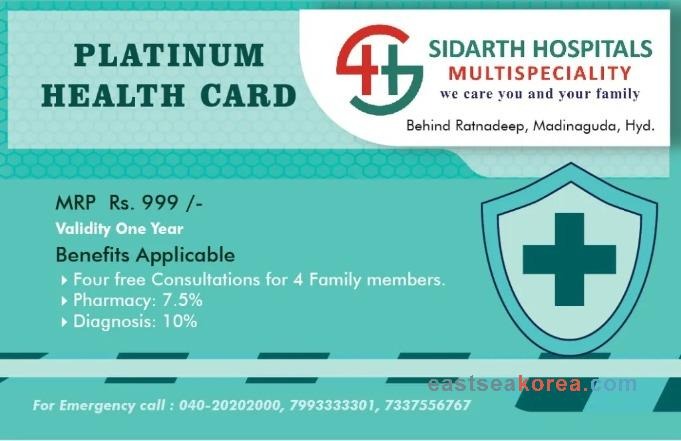 PLATINUM
HEALTH CARD
SIDARTH HOSPITALS
MULTISPECIALITY
we care you and your family
Behind Ratnadeep, Madinaguda, Hyd.
MRP Rs. 999 /-
Validity One Year
Benefits Applicable
Four free Consultations for 4 Family members.
Pharmacy: 7.5%
Diagnosis: 10%
eastseakorea.com
For Emergency call : 040-20202000, 7993333301, 7337556767